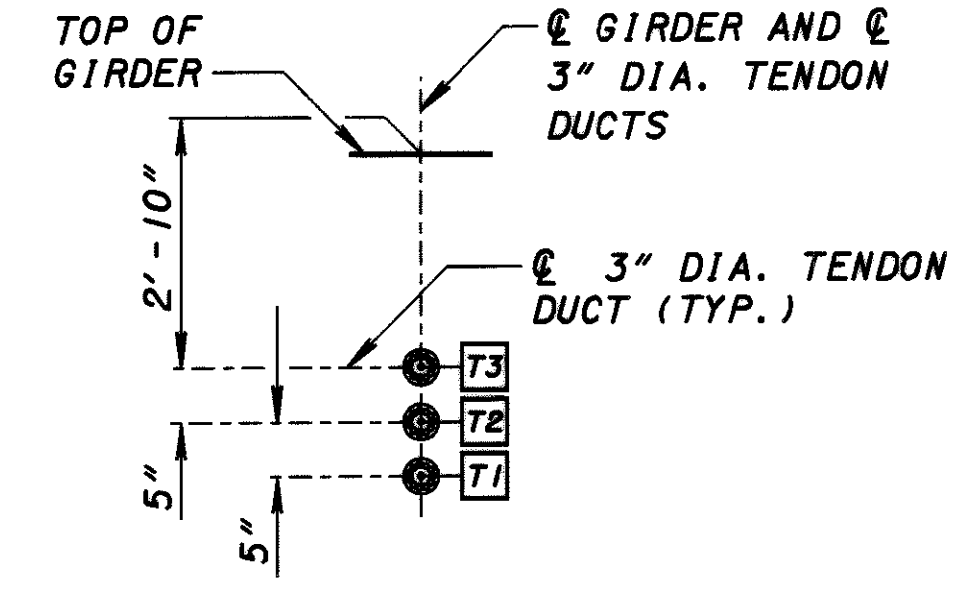 TOP OF
GIRDER
℄ GIRDER AND ℄
3" DIA. TENDON
DUCTS
2'-10"
℄ 3" DIA. TENDON
DUCT (TYP.)
T3
T2
T1
5"
5"